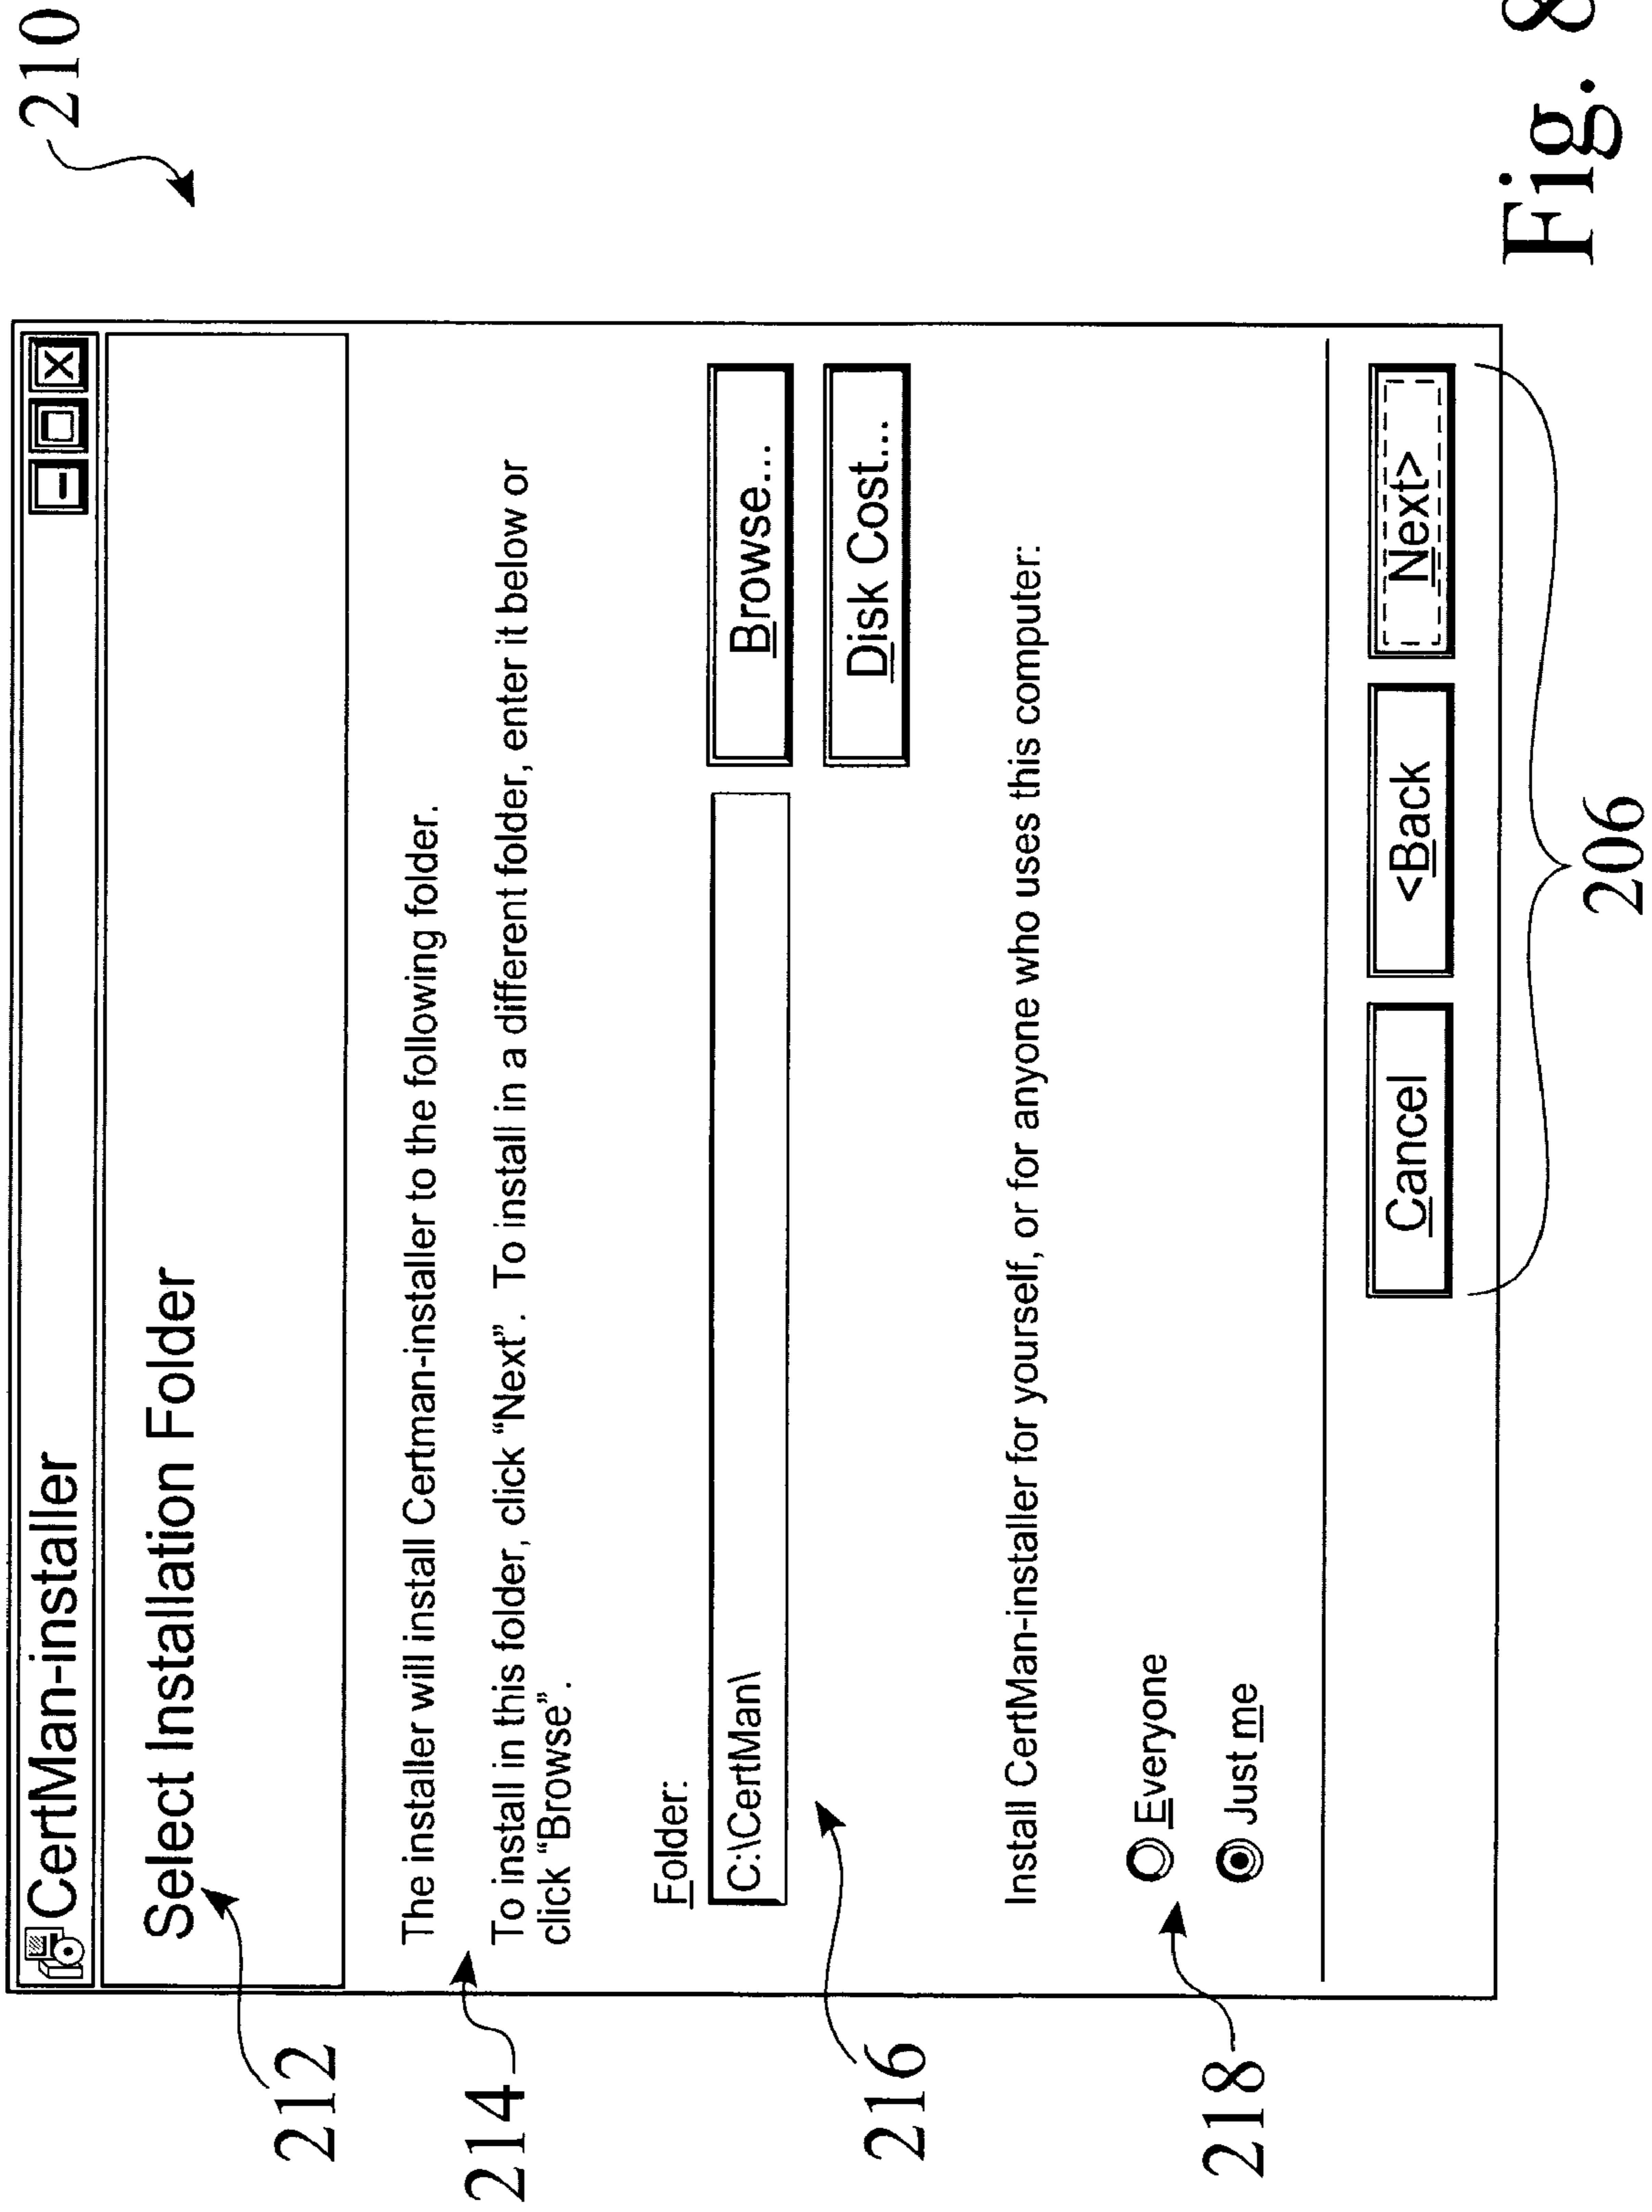 210
CertMan-installer
212
Select Installation Folder
214
The installer will install Certman-installer to the following folder.
To install in this folder, click “Next”. To install in a different folder, enter it below or
click “Browse”.
Folder:
216
C:\CertMan\
Browse...
Disk Cost...
Install CertMan-installer for yourself, or for anyone who uses this computer:
218
Everyone
Just me
Cancel
<Back
Next>
206
Fig. 8